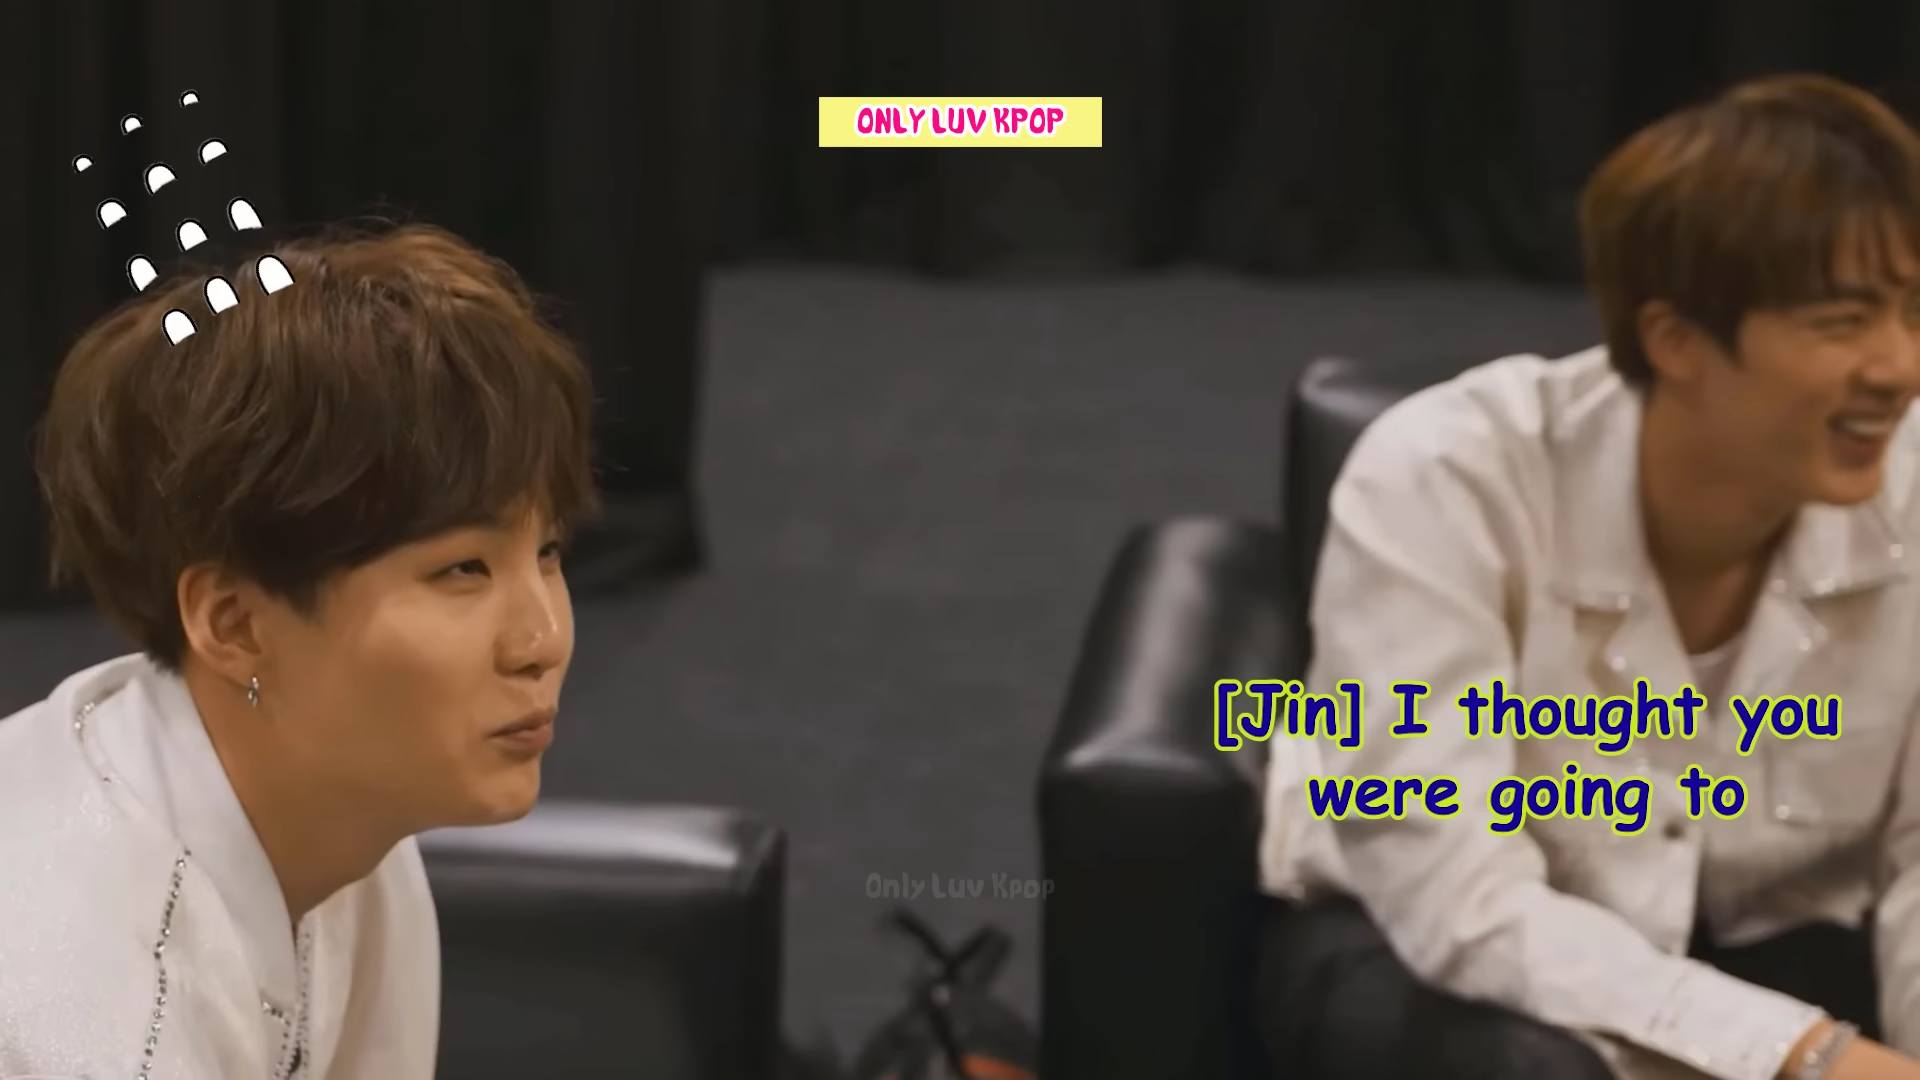 ONLY LUV KPOP
[Jin] I thought you
were going to
Only Luv Kpop